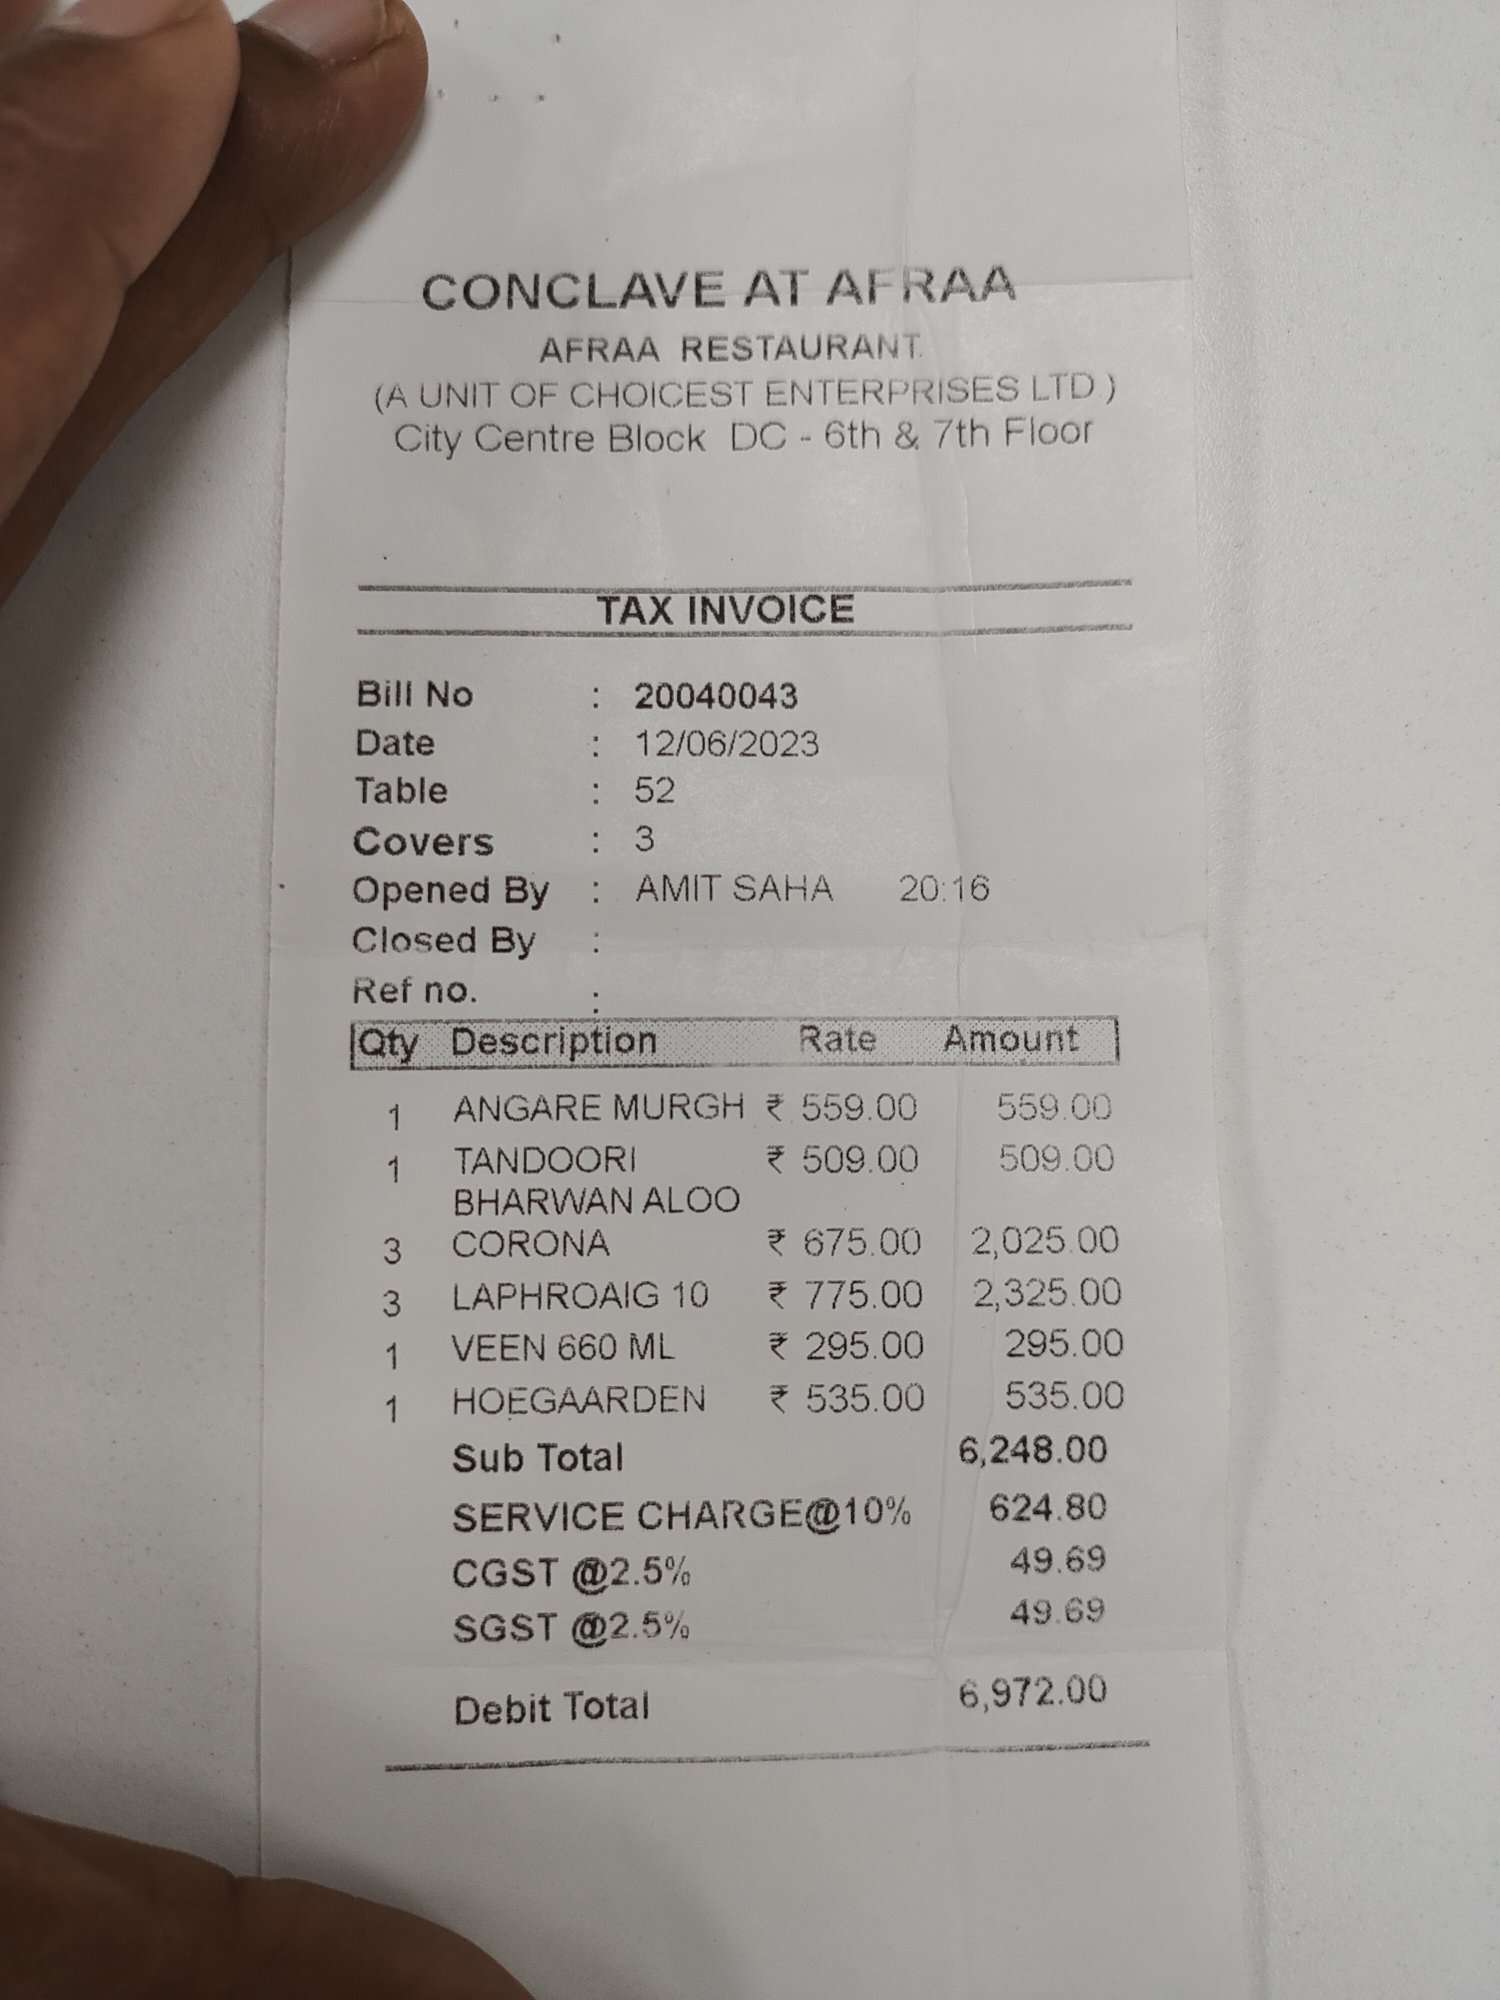 CONCLAVE AT AFRAA
AFRAA RESTAURANT.
(A UNIT OF CHOICEST ENTERPRISES LTD.)
City Centre Block DC - 6th & 7th Floor
TAX INVOICE
Bill No : 20040043
Date : 12/06/2023
Table : 52
Covers : 3
Opened By : AMIT SAHA 20:16
Closed By :
Ref no. :
Qty Description Rate Amount
1 ANGARE MURGH ₹ 559.00 559.00
1 TANDOORI ₹ 509.00 509.00
BHARWAN ALOO
3 CORONA ₹ 675.00 2,025.00
3 LAPHROAIG 10 ₹ 775.00 2,325.00
1 VEEN 660 ML ₹ 295.00 295.00
1 HOEGAARDEN ₹ 535.00 535.00
Sub Total 6,248.00
SERVICE CHARGE@10% 624.80
CGST @2.5% 49.69
SGST @2.5% 49.69
Debit Total 6,972.00